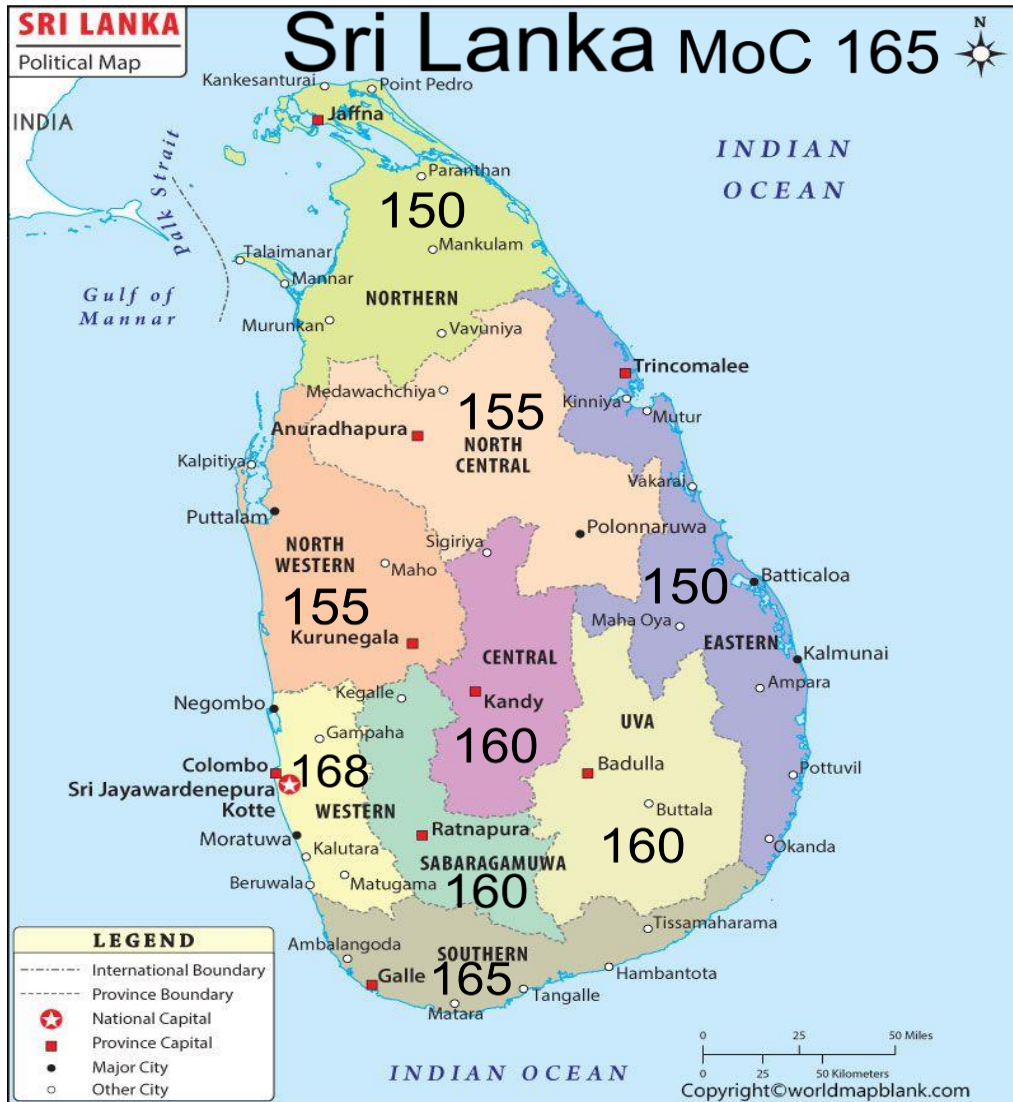 SRI LANKA
Political Map
Sri Lanka MoC 165
N
Kankesanturai
Point Pedro
INDIA
Jaffna
Palk Strait
INDIAN
OCEAN
Paranthan
150
Talaimanar
Mankulam
Mannar
Gulf of
Mannar
NORTHERN
Murunkan
Vavuniya
Trincomalee
Medawachchiya
155
Kinniya
Mutur
Anuradhapura
NORTH
CENTRAL
Kalpitiya
Vakarai
Puttalam
Polonnaruwa
NORTH
WESTERN
Sigiriya
Maho
150
Batticaloa
155
Maha Oya
Kurunegala
EASTERN
CENTRAL
Kalmunai
Ampara
Kegalle
Kandy
Negombo
UVA
Gampaha
160
Colombo
168
Badulla
Pottuvil
Sri Jayawardenepura
Kotte
WESTERN
Buttala
Moratuwa
Ratnapura
160
Okanda
Kalutara
SABARAGAMUWA
Beruwala
Matugama
160
Tissamaharama
LEGEND
International Boundary
Province Boundary
National Capital
Province Capital
Major City
Other City
Ambalangoda
SOUTHERN
Galle
165
Hambantota
Tangalle
Matara
INDIAN OCEAN
0 25 50 Miles
0 25 50 Kilometers
Copyright©worldmapblank.com